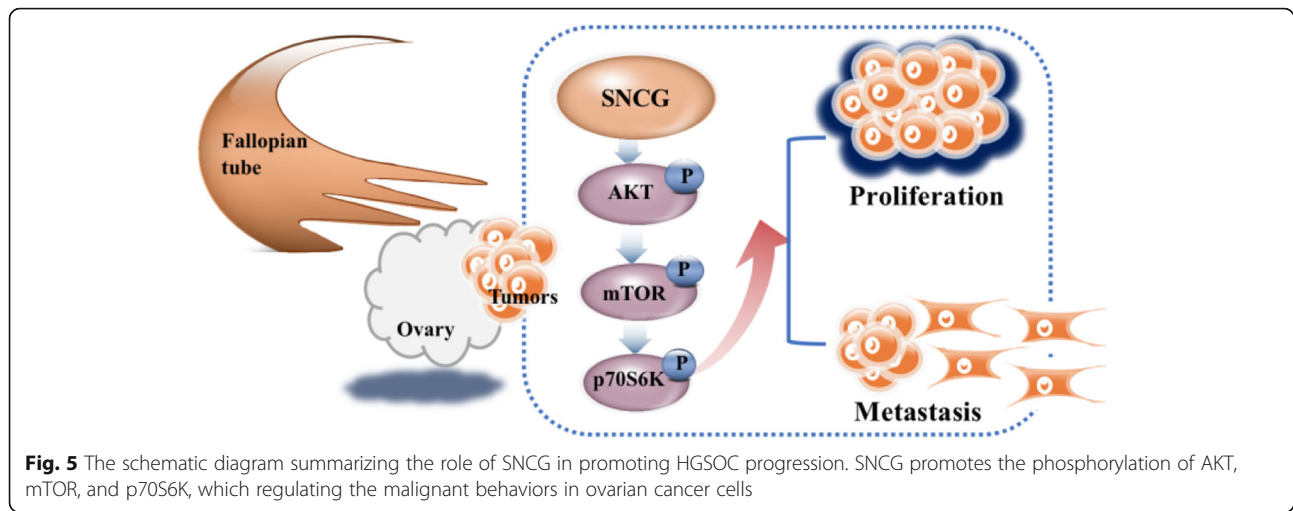 Fallopian
tube
Ovary
Tumors
SNCG
AKT
P
mTOR
P
p70S6K
P
Proliferation
Metastasis
Fig. 5 The schematic diagram summarizing the role of SNCG in promoting HGSOC progression. SNCG promotes the phosphorylation of AKT,
mTOR, and p70S6K, which regulating the malignant behaviors in ovarian cancer cells